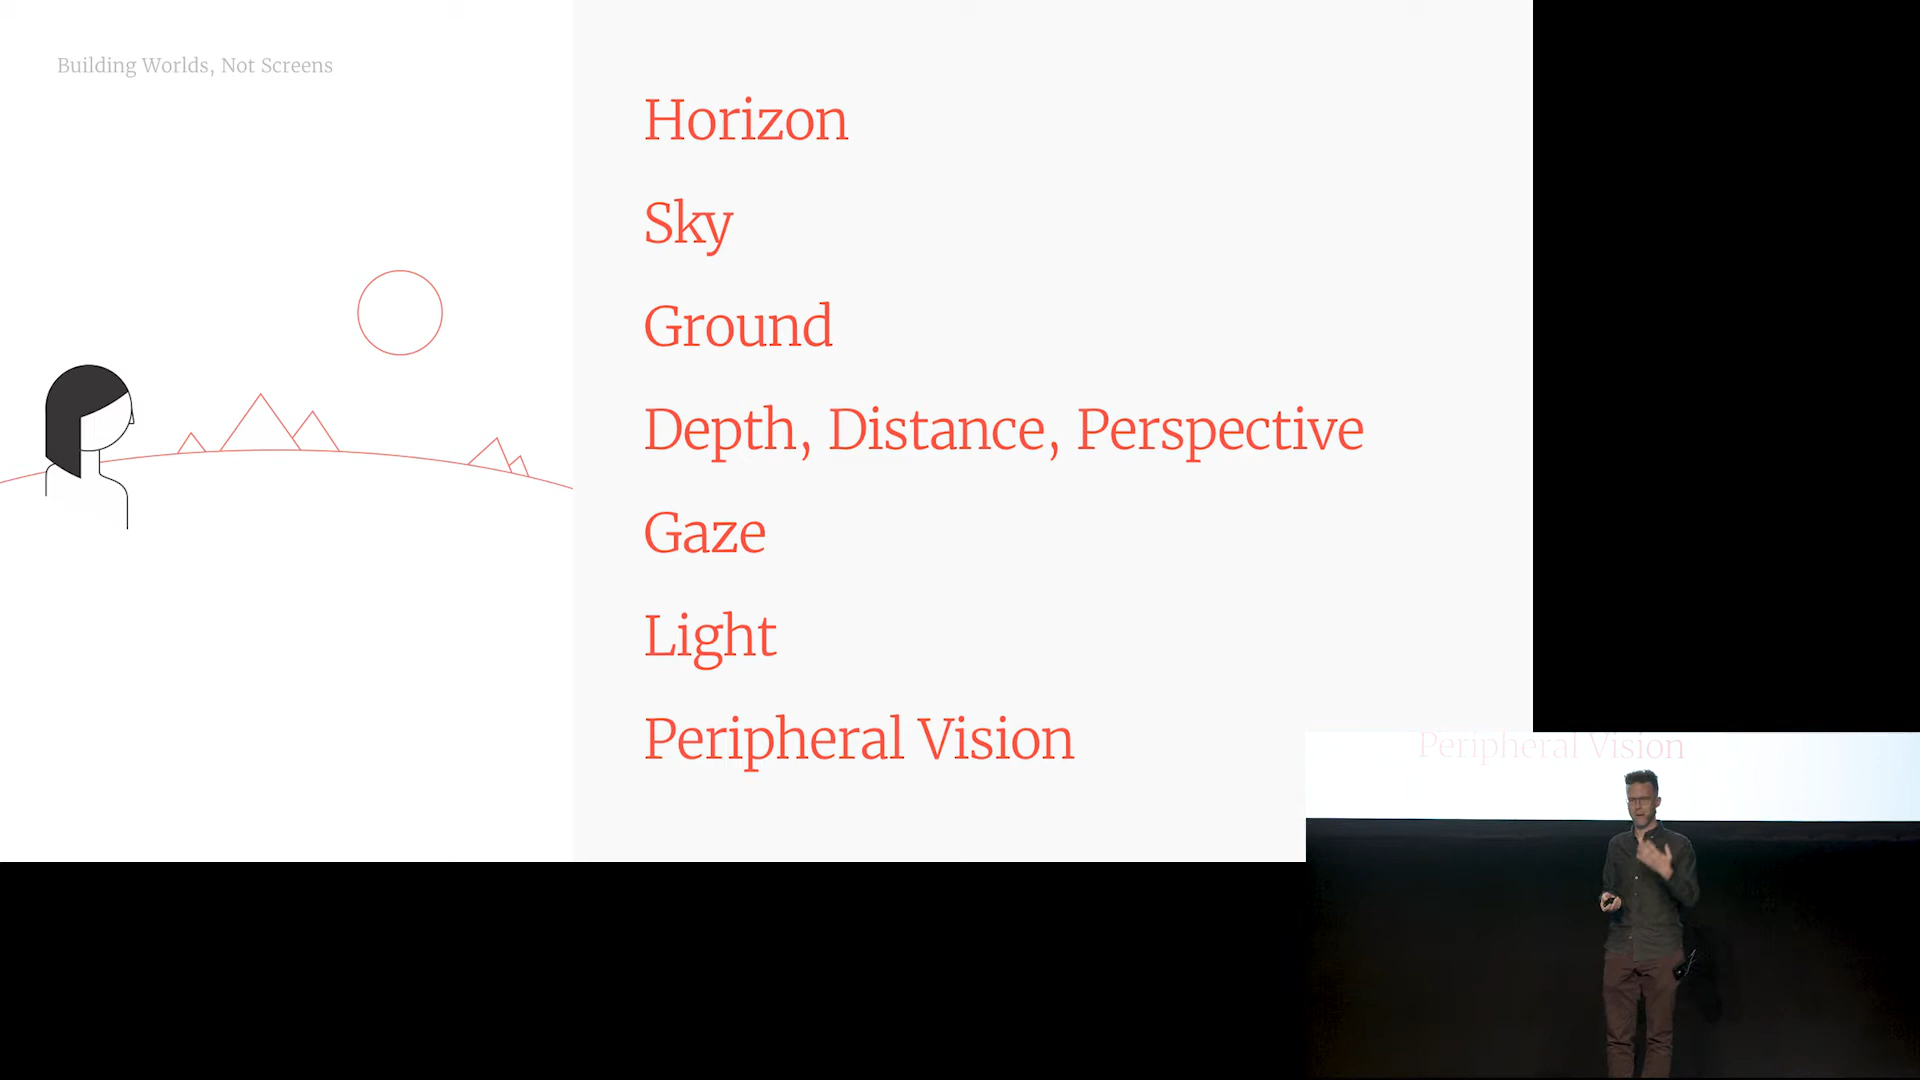 Building Worlds, Not Screens
Horizon
Sky
Ground
Depth, Distance, Perspective
Gaze
Light
Peripheral Vision
Peripheral Vision